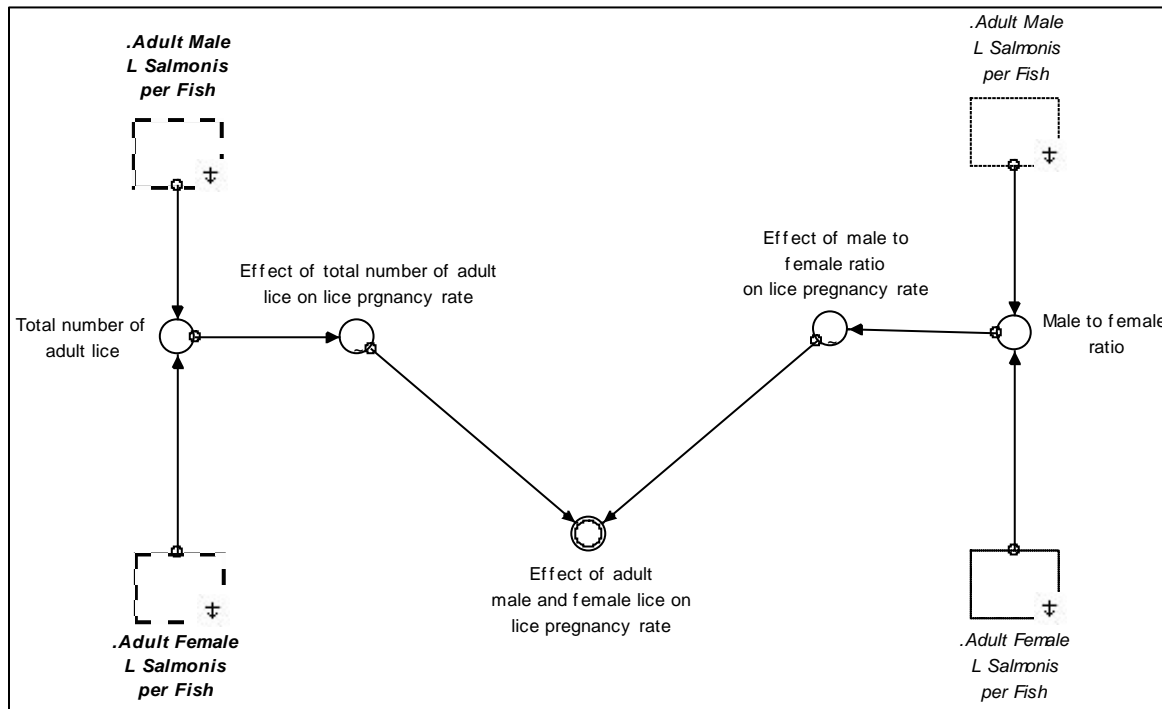 .Adult Male
L Salmonis
per Fish
.Adult Male
L Salmonis
per Fish
Effect of total number of adult
lice on lice prgnancy rate
Effect of male to
female ratio
on lice pregnancy rate
Total number of
adult lice
Male to female
ratio
.Adult Female
L Salmonis
per Fish
Effect of adult
male and female lice on
lice pregnancy rate
.Adult Female
L Salmonis
per Fish